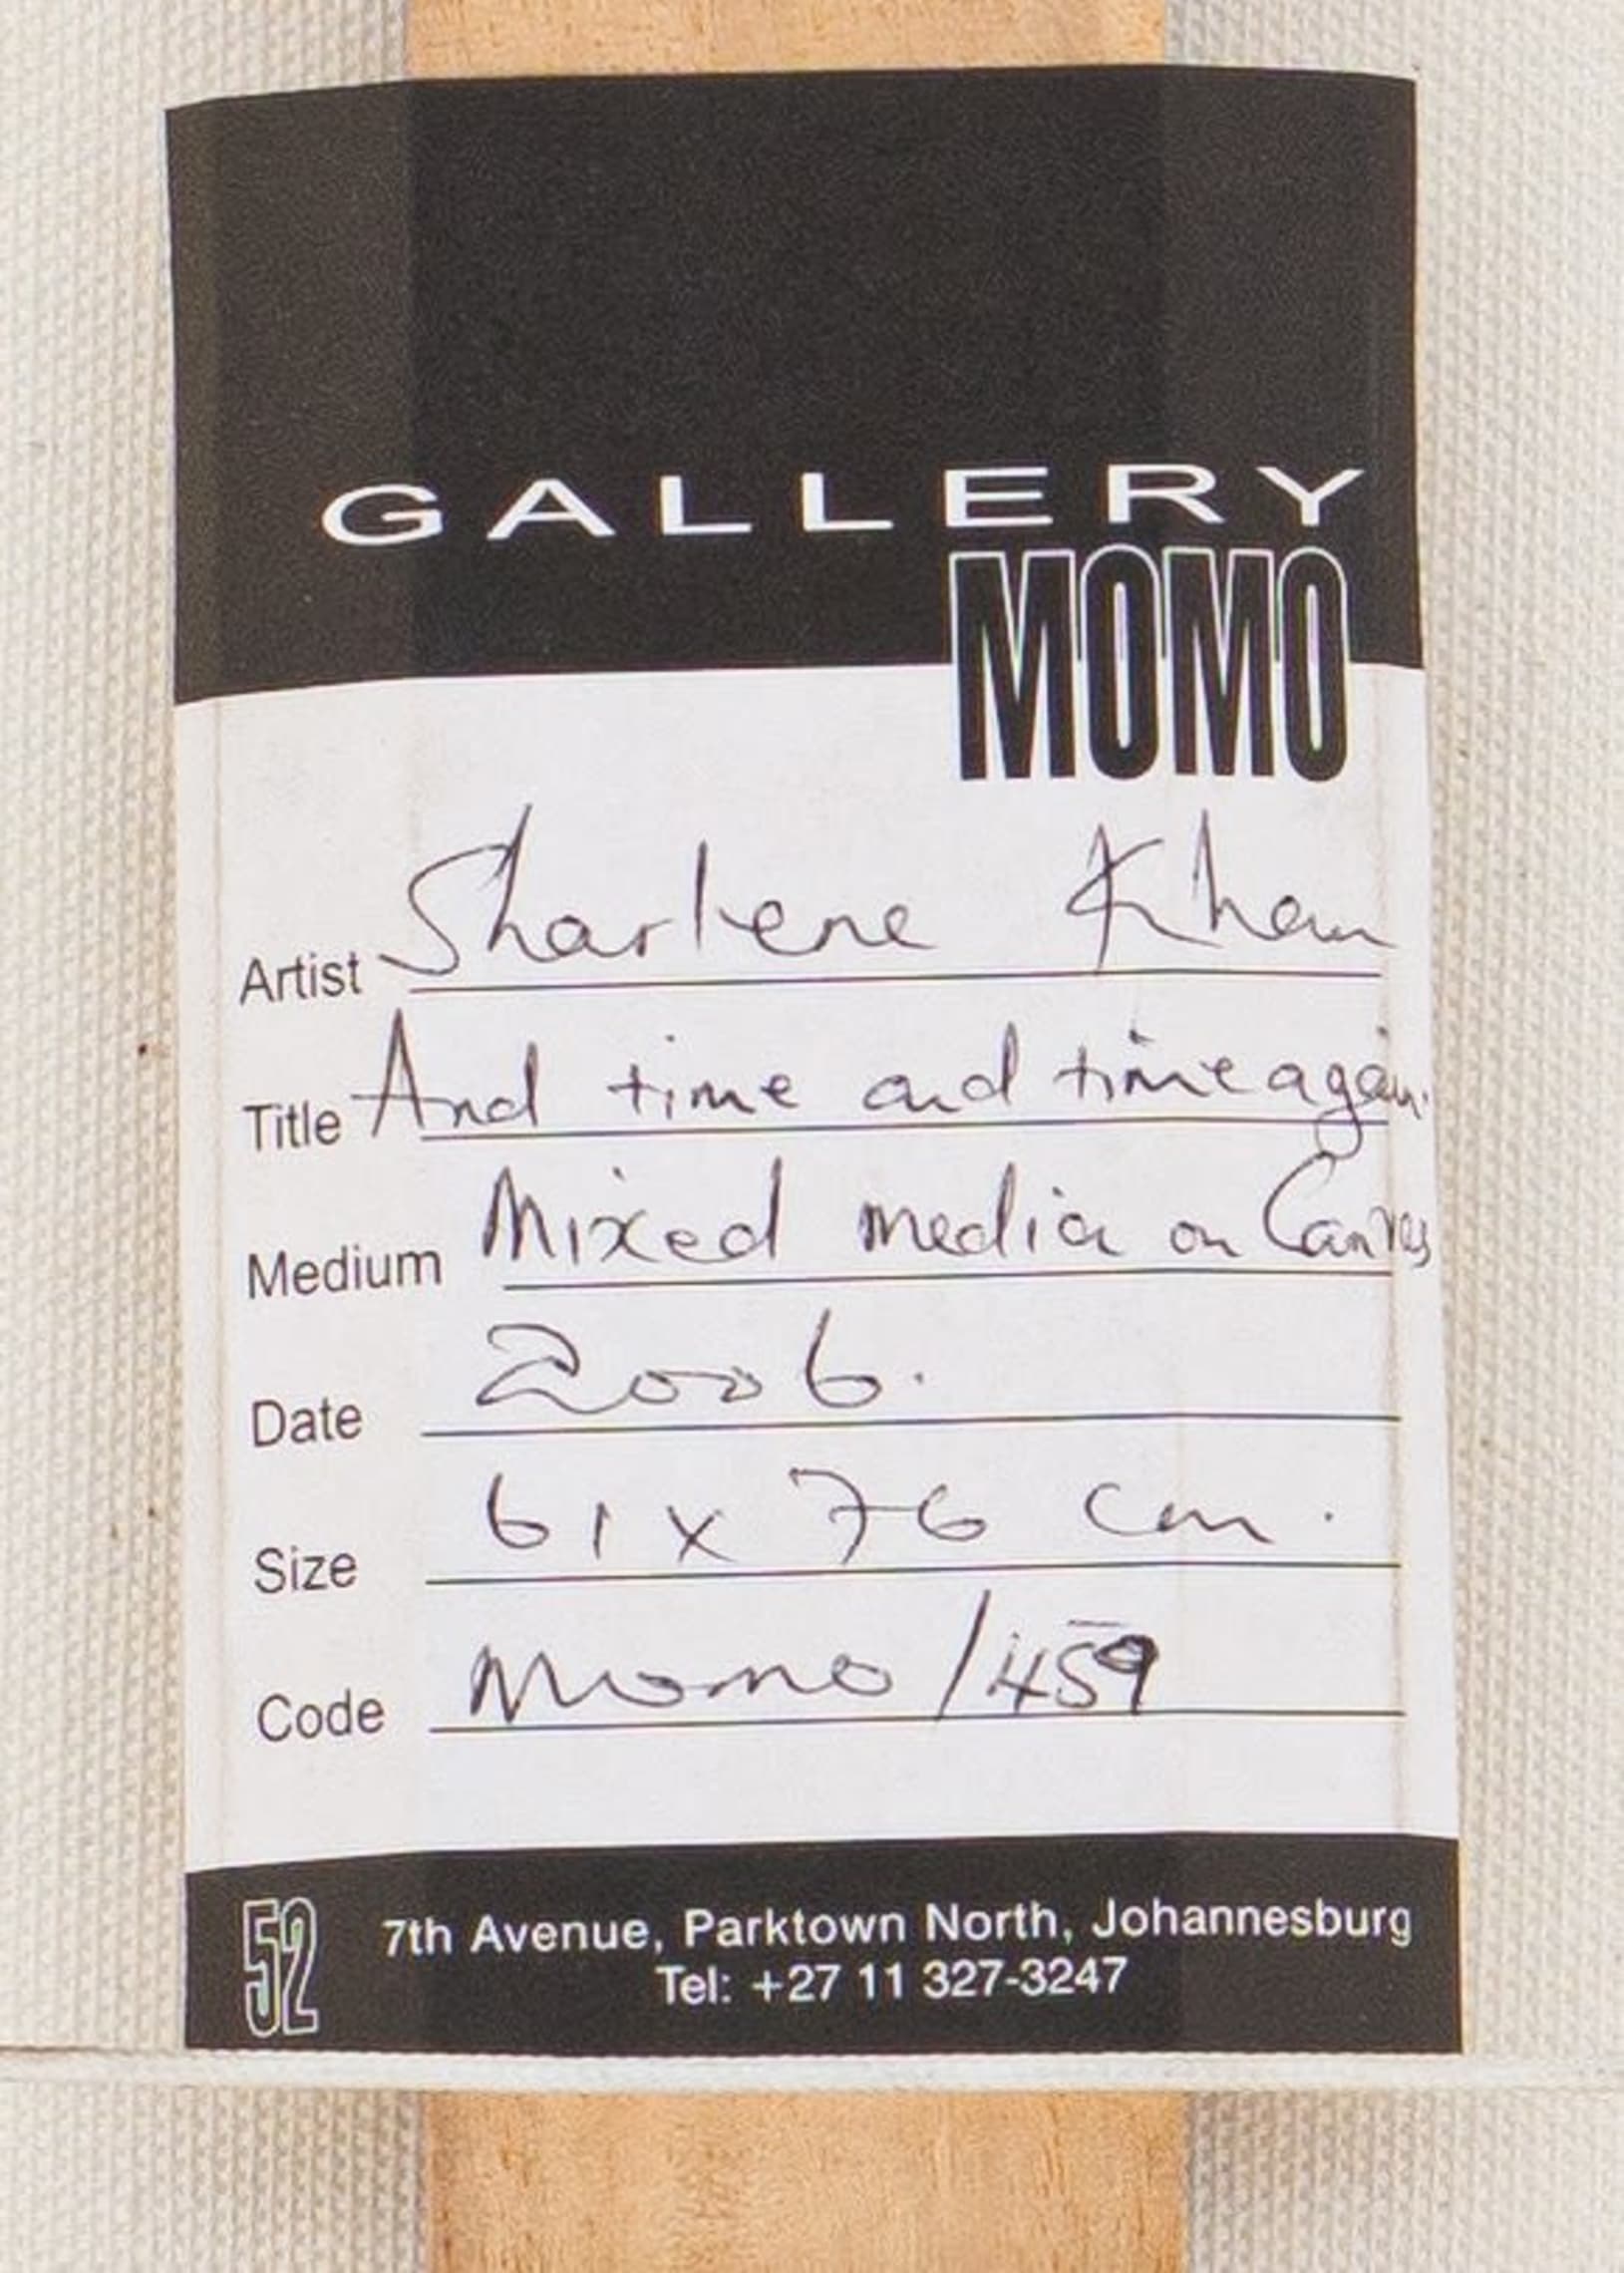 GALLERY
MOMO
Artist Sharlene Khan
Title And time and time again.
Medium Mixed media on Canvas
Date 2006.
Size 61 x 76 cm.
Code Momo/459
52 7th Avenue, Parktown North, Johannesburg
Tel: +27 11 327-3247